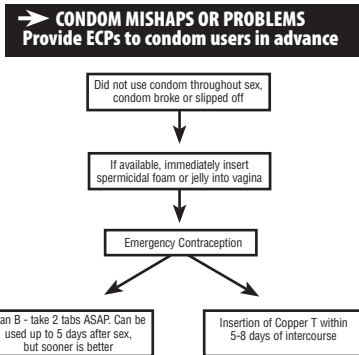 → CONDOM MISHAPS OR PROBLEMS
Provide ECPs to condom users in advance
Did not use condom throughout sex,
condom broke or slipped off
If available, immediately insert
spermicidal foam or jelly into vagina
Emergency Contraception
B - take 2 tabs ASAP. Can be
used up to 5 days after sex,
but sooner is better
Insertion of Copper T within
5-8 days of intercourse